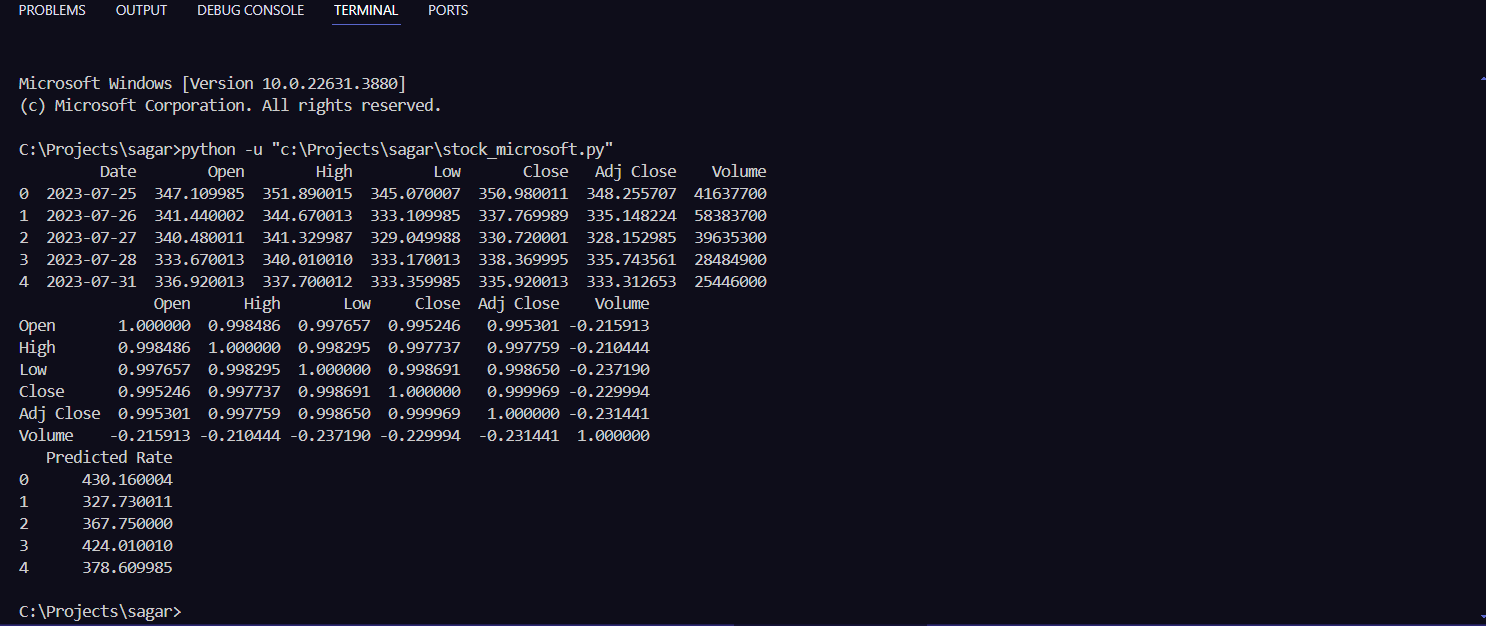 PROBLEMS OUTPUT DEBUG CONSOLE TERMINAL PORTS
Microsoft Windows [Version 10.0.22631.3880]
(c) Microsoft Corporation. All rights reserved.
C:\Projects\sagar>python -u "c:\Projects\sagar\stock_microsoft.py"
Date Open High Low Close Adj Close Volume
0 2023-07-25 347.109985 351.890015 345.070007 350.980011 348.255707 41637700
1 2023-07-26 341.440002 344.670013 333.109985 337.769989 335.148224 58383700
2 2023-07-27 340.480011 341.329987 329.049988 330.720001 328.152985 39635300
3 2023-07-28 333.670013 340.010010 333.170013 338.369995 335.743561 28484900
4 2023-07-31 336.920013 337.700012 333.359985 335.920013 333.312653 25446000
Open High Low Close Adj Close Volume
Open 1.000000 0.998486 0.997657 0.995246 0.995301 -0.215913
High 0.998486 1.000000 0.998295 0.997737 0.997759 -0.210444
Low 0.997657 0.998295 1.000000 0.998691 0.998650 -0.237190
Close 0.995246 0.997737 0.998691 1.000000 0.999969 -0.229994
Adj Close 0.995301 0.997759 0.998650 0.999969 1.000000 -0.231441
Volume -0.215913 -0.210444 -0.237190 -0.229994 -0.231441 1.000000
Predicted Rate
0 430.160004
1 327.730011
2 367.750000
3 424.010010
4 378.609985
C:\Projects\sagar>